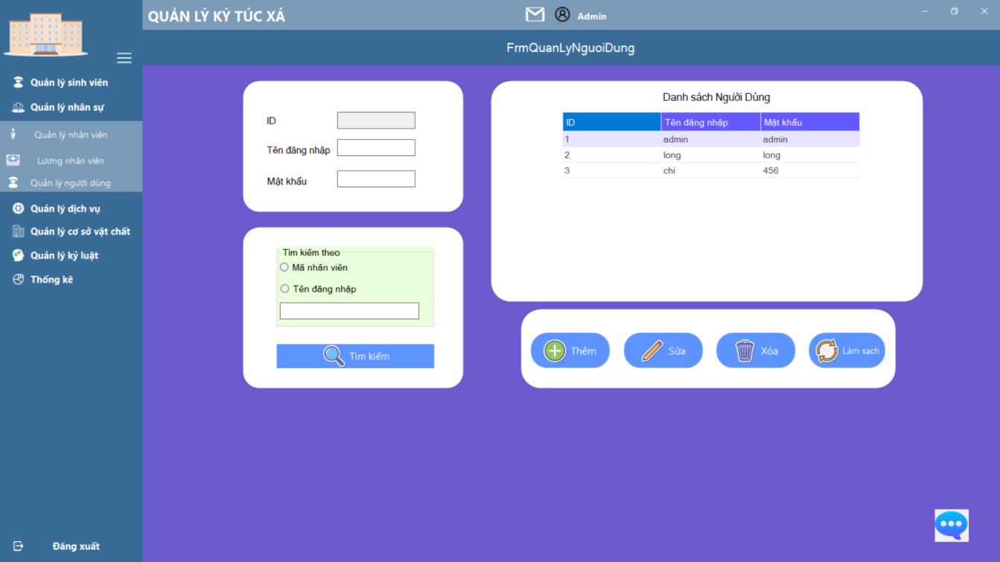 QUẢN LÝ KÝ TÚC XÁ
Admin
FrmQuanLyNguoiDung
Quản lý sinh viên
Quản lý nhân sự
Quản lý nhân viên
Lương nhân viên
Quản lý người dùng
Quản lý dịch vụ
Quản lý cơ sở vật chất
Quản lý kỷ luật
Thống kê
Đăng xuất
ID
Tên đăng nhập
Mật khẩu
Tìm kiếm theo
Mã nhân viên
Tên đăng nhập
Tìm kiếm
Danh sách Người Dùng
ID Tên đăng nhập Mật khẩu
1 admin admin
2 long long
3 chi 456
Thêm Sửa Xóa Làm sạch